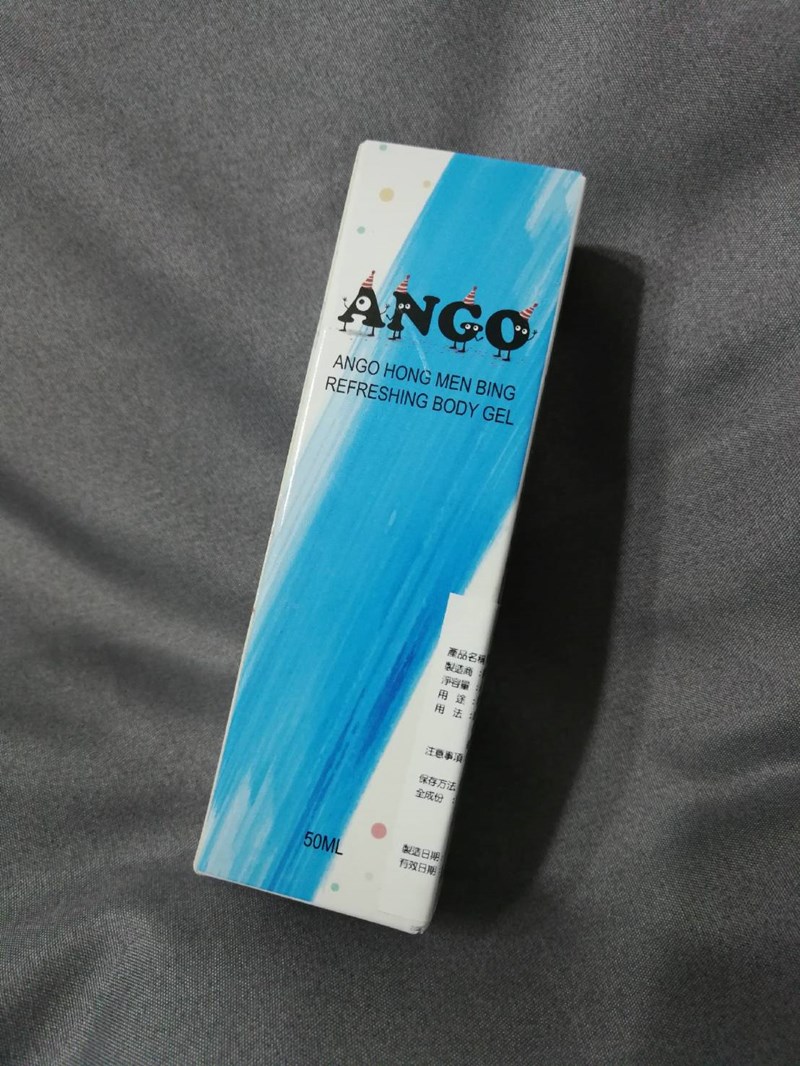 ANGO
ANGO HONG MEN BING
REFRESHING BODY GEL
產品名稱
製造商:
淨容量:
用 途:
用 法:
注意事項
保存方法
全成份:
製造日期
有效日期
50ML